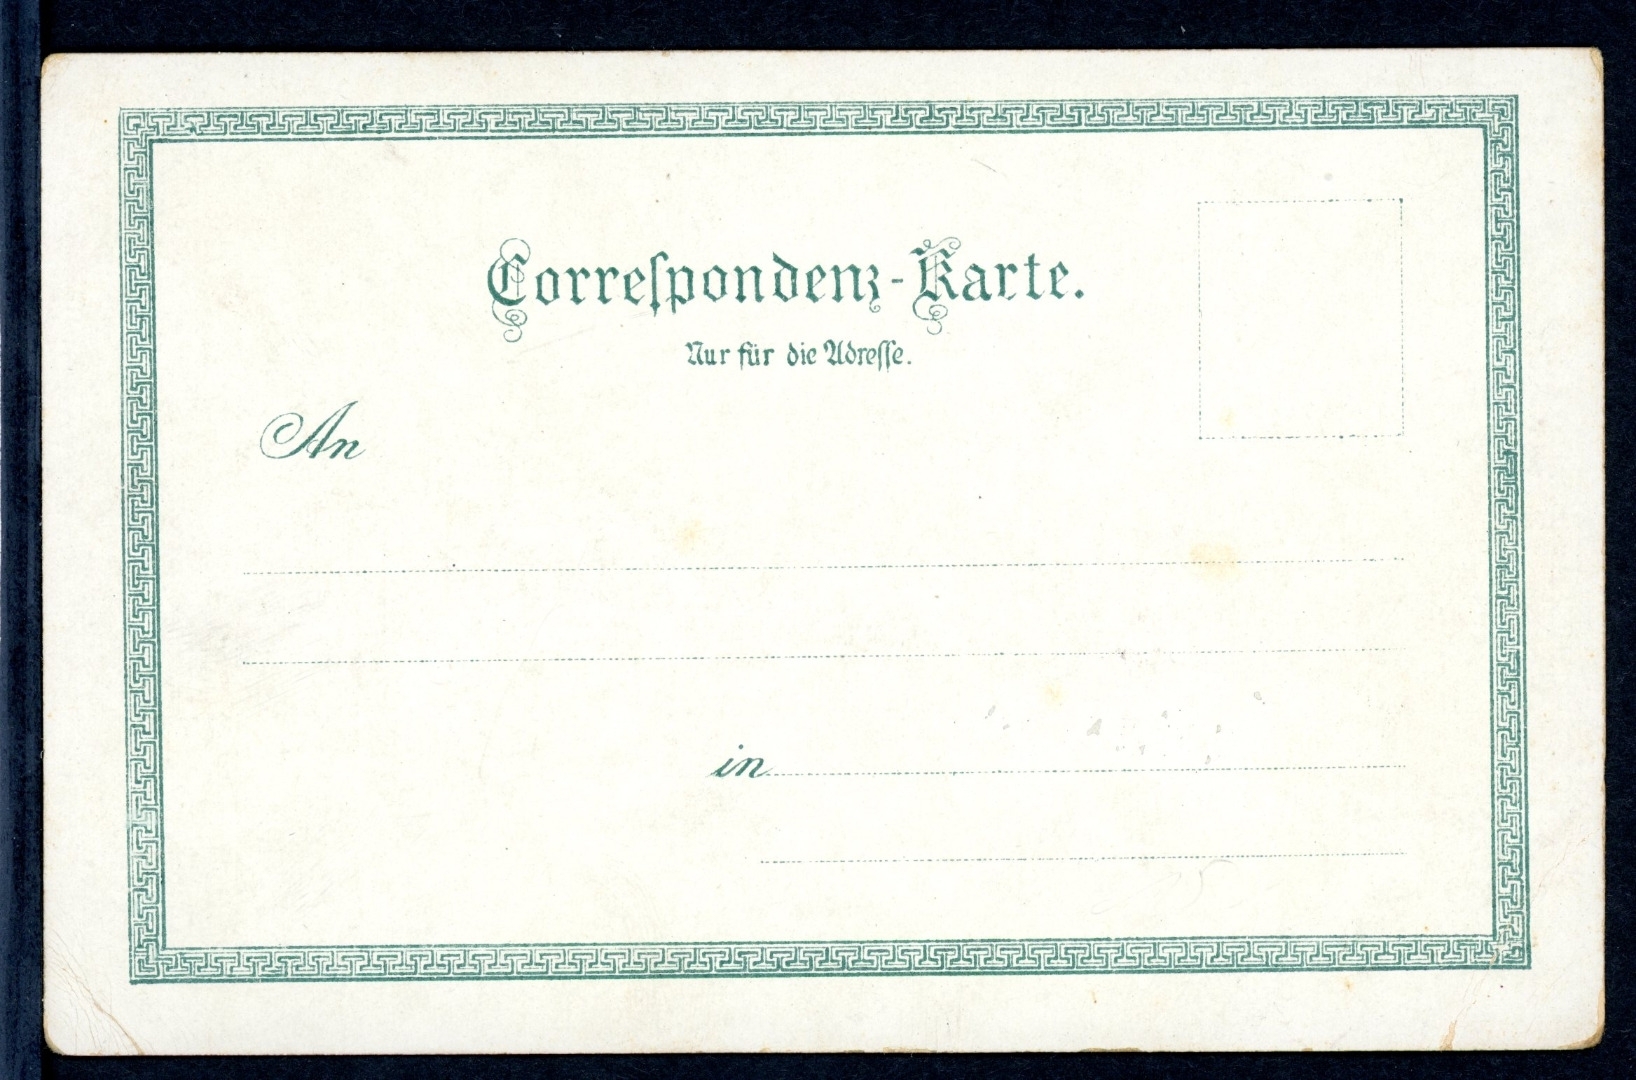 Correſpondenz-Karte.
Nur für die Adreſſe.
An
in